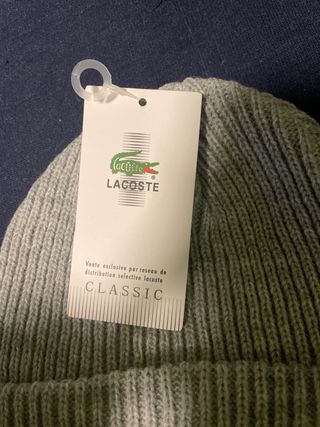 Lacoste
LACOSTE
®
Vente exclusive par reseau de
distribution selective lacoste
CLASSIC